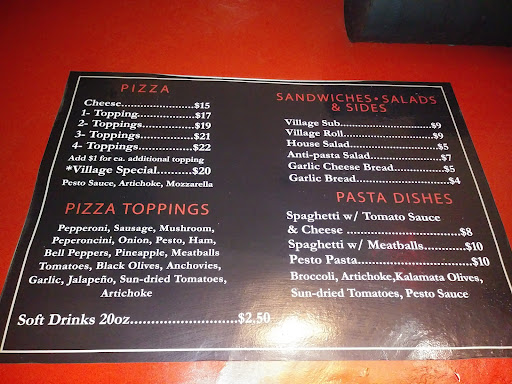 PIZZA
Cheese...............................$15
1- Topping........................$17
2- Toppings......................$19
3- Toppings......................$21
4- Toppings......................$22
Add $1 for ea. additional topping
*Village Special.............$20
Pesto Sauce, Artichoke, Mozzarella
PIZZA TOPPINGS
Pepperoni, Sausage, Mushroom,
Peperoncini, Onion, Pesto, Ham,
Bell Peppers, Pineapple, Meatballs
Tomatoes, Black Olives, Anchovies,
Garlic, Jalapeño, Sun-dried Tomatoes,
Artichoke
Soft Drinks 20oz..........................$2.50
SANDWICHES • SALADS
& SIDES
Village Sub...............................$9
Village Roll..............................$9
House Salad.............................$5
Anti-pasta Salad......................$7
Garlic Cheese Bread...............$5
Garlic Bread............................$4
PASTA DISHES
Spaghetti w/ Tomato Sauce
& Cheese .............................$8
Spaghetti w/ Meatballs..........$10
Pesto Pasta............................$10
Broccoli, Artichoke,Kalamata Olives,
Sun-dried Tomatoes, Pesto Sauce